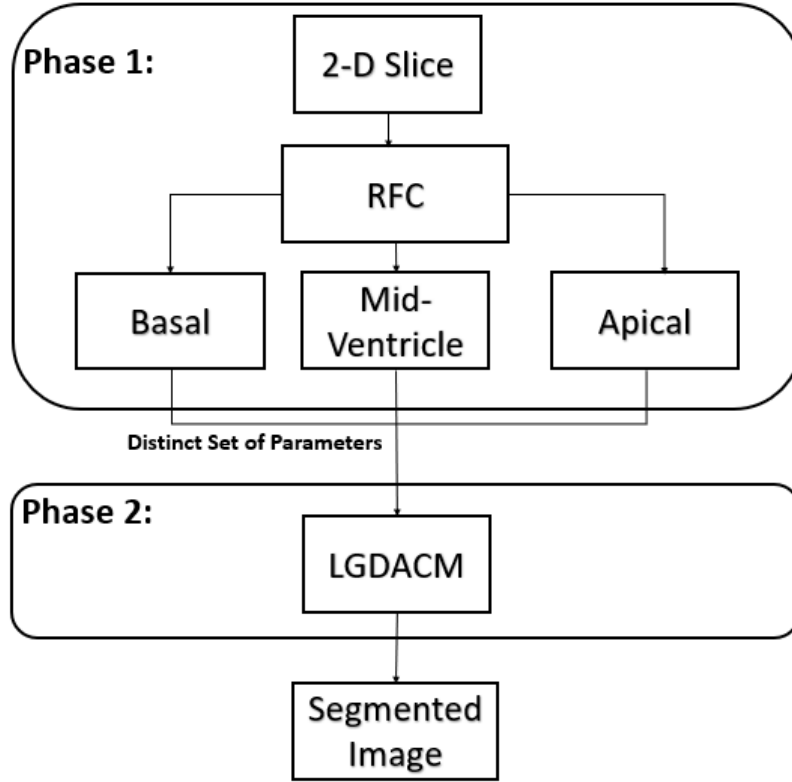 Phase 1:
2-D Slice
RFC
Basal
Mid-
Ventricle
Apical
Distinct Set of Parameters
Phase 2:
LGDACM
Segmented
Image